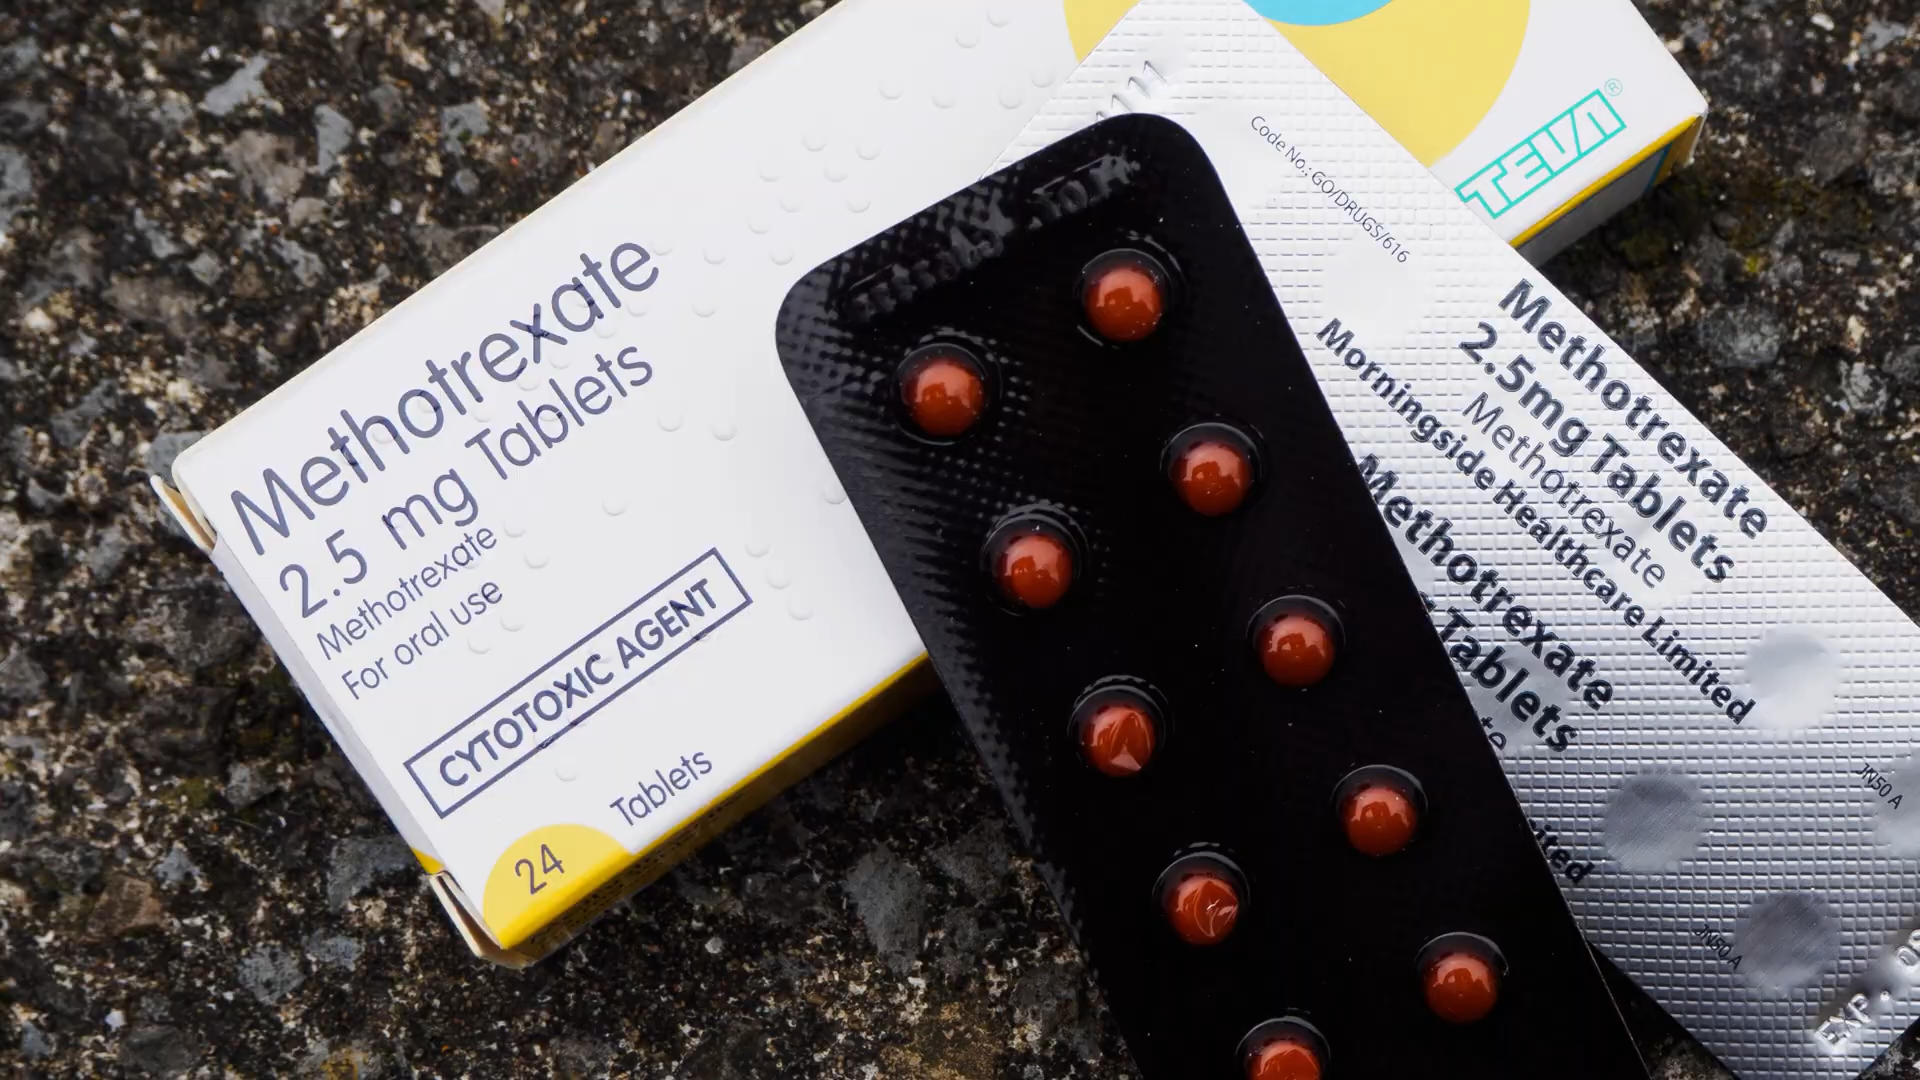 Methotrexate
2.5 mg Tablets
Methotrexate
For oral use
CYTOTOXIC AGENT
Tablets
24
TEVA®
Code No.: GO/DRUGS/616
Methotrexate
2.5mg Tablets
Methotrexate
Morningside Healthcare Limited
Methotrexate
Tablets
JN50 A
JN50 A
EXP.